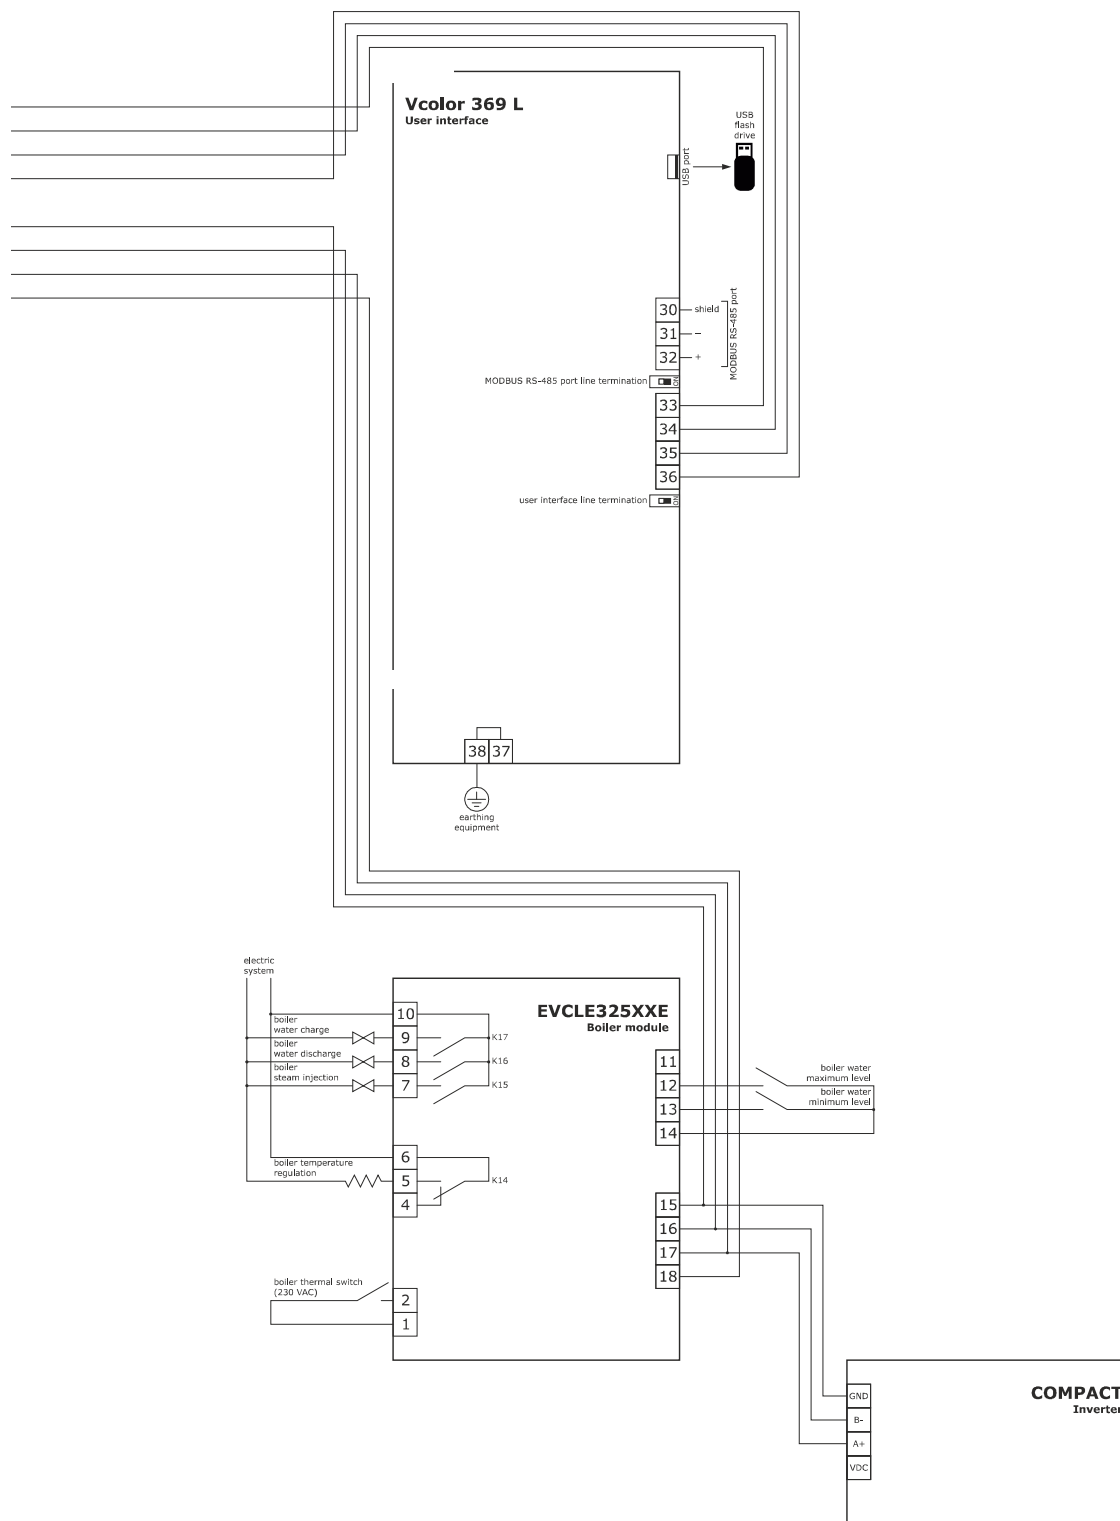 Vcolor 369 L
User interface
USB
flash
drive
USB port
30
shield
31
–
32
+
MODBUS RS-485 port
MODBUS RS-485 port line termination
ON
33
34
35
36
user interface line termination
ON
38
37
earthing
equipment
electric
system
EVCLE325XXE
Boiler module
10
boiler
water charge
9
K17
boiler
water discharge
8
K16
boiler
steam injection
7
K15
11
12
13
14
boiler water
maximum level
boiler water
minimum level
6
boiler temperature
regulation
5
K14
4
15
16
17
18
boiler thermal switch
(230 VAC)
2
1
COMPACT
Inverter
GND
B-
A+
VDC